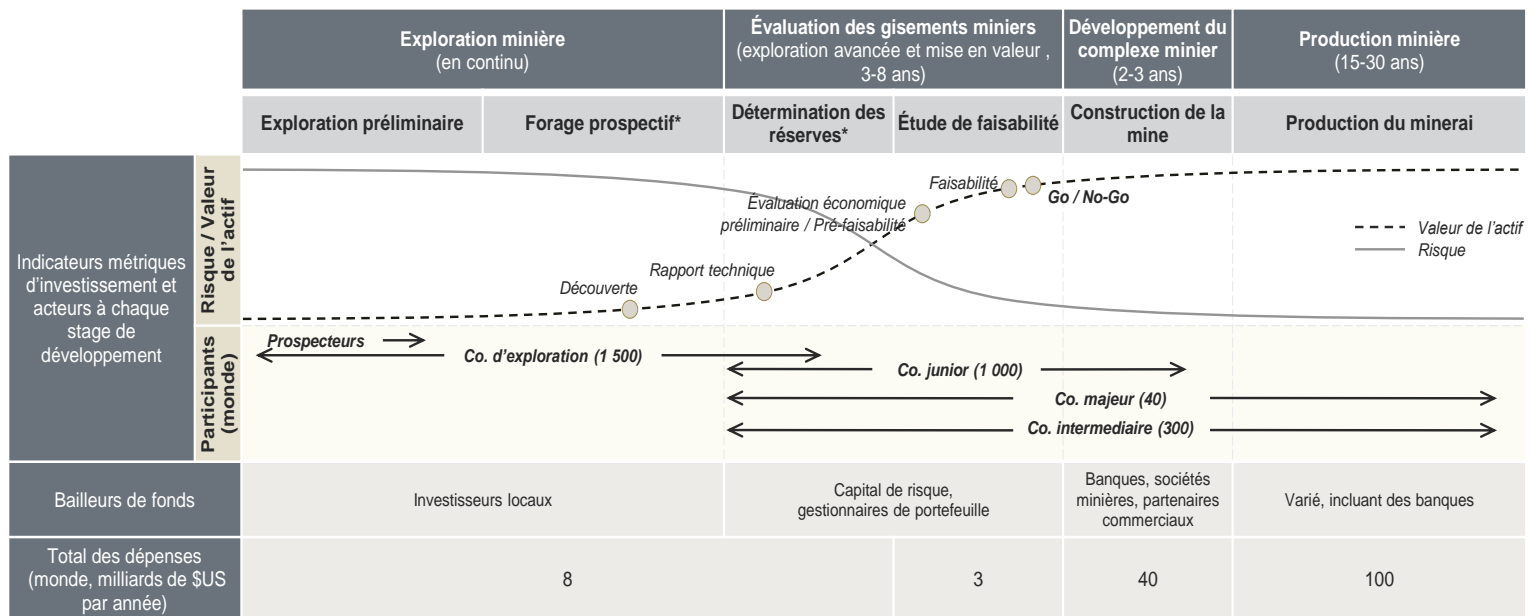 Exploration minière
(en continu)
Évaluation des gisements miniers
(exploration avancée et mise en valeur ,
3-8 ans)
Développement du
complexe minier
(2-3 ans)
Production minière
(15-30 ans)
Exploration préliminaire
Forage prospectif*
Détermination des
réserves*
Étude de faisabilité
Construction de la
mine
Production du minerai
Indicateurs métriques
d'investissement et
acteurs à chaque
stage de
développement
Risque / Valeur
de l'actif
Découverte
Rapport technique
Évaluation économique
préliminaire / Pré-faisabilité
Faisabilité
Go / No-Go
Valeur de l'actif
Risque
Participants
(monde)
Prospecteurs
Co. d'exploration (1 500)
Co. junior (1 000)
Co. majeur (40)
Co. intermediaire (300)
Bailleurs de fonds
Investisseurs locaux
Capital de risque,
gestionnaires de portefeuille
Banques, sociétés
minières, partenaires
commerciaux
Varié, incluant des banques
Total des dépenses
(monde, milliards de $US
par année)
8
3
40
100